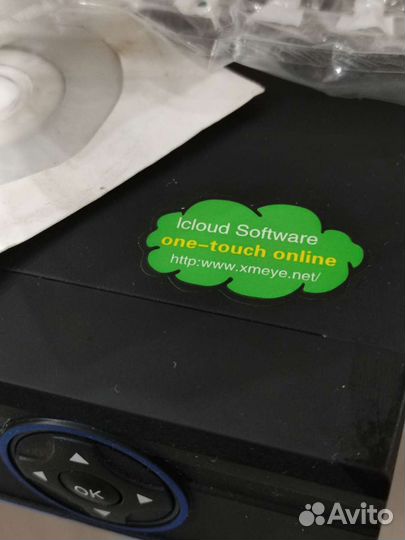 Icloud Software
one-touch online
http:www.xmeye.net/
OK
Avito